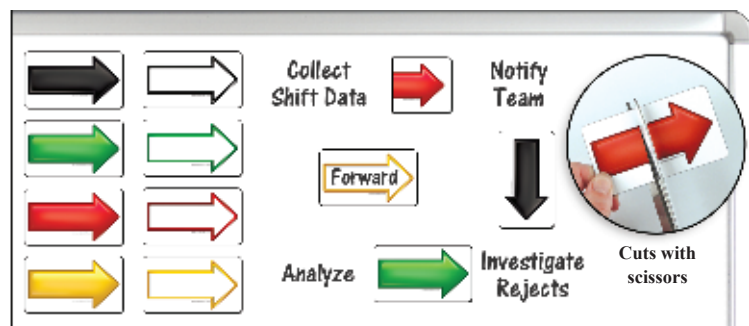 Collect
Shift Data
Notify
Team
Forward
Analyze
Investigate
Rejects
Cuts with
scissors